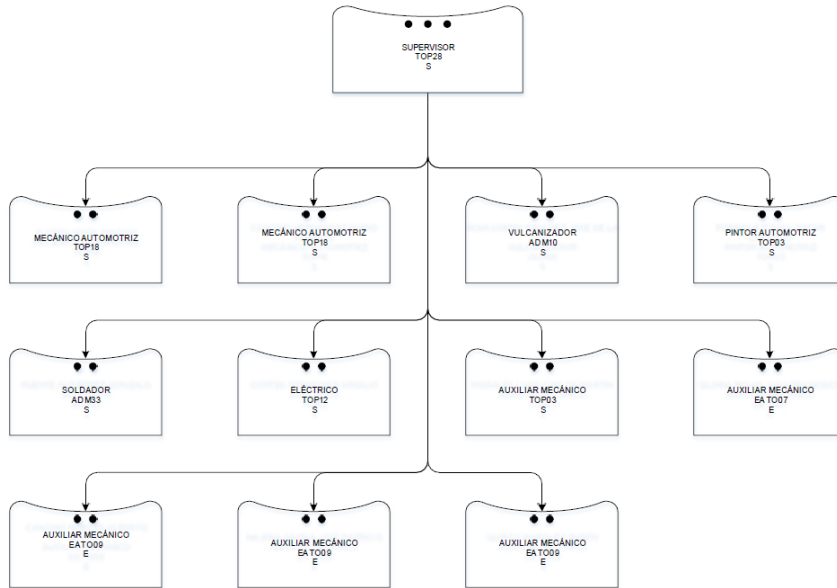 SUPERVISOR
TOP28
S
MECÁNICO AUTOMOTRIZ
TOP18
S
MECÁNICO AUTOMOTRIZ
TOP18
S
VULCANIZADOR
ADM10
S
PINTOR AUTOMOTRIZ
TOP03
S
SOLDADOR
ADM33
S
ELÉCTRICO
TOP12
S
AUXILIAR MECÁNICO
TOP03
S
AUXILIAR MECÁNICO
EATO07
E
AUXILIAR MECÁNICO
EATO09
E
AUXILIAR MECÁNICO
EATO09
E
AUXILIAR MECÁNICO
EATO09
E